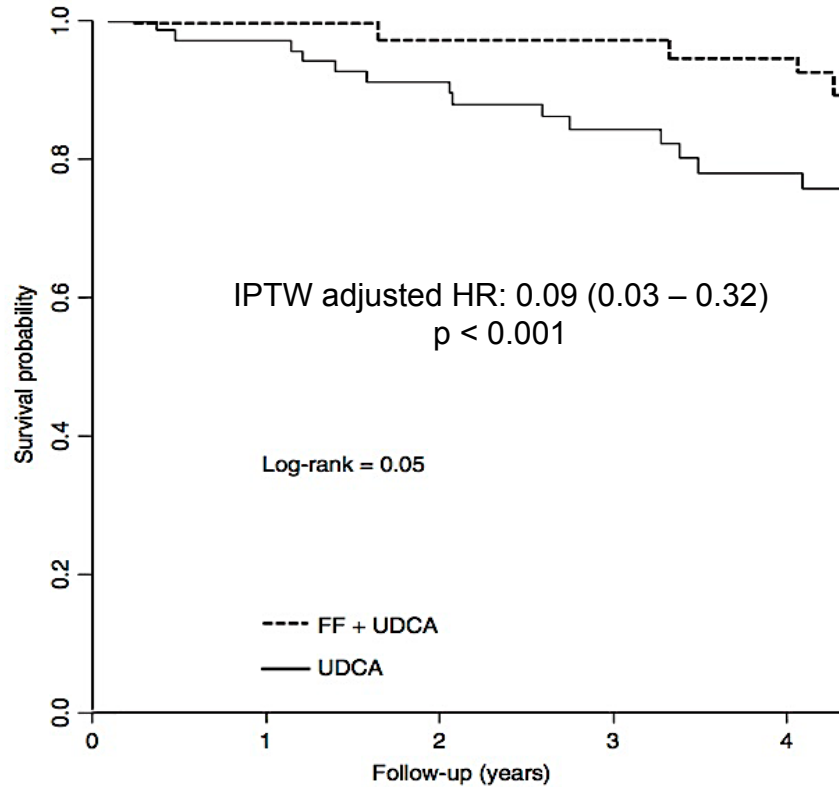 1.0
0.8
0.6
0.4
0.2
0.0
Survival probability
IPTW adjusted HR: 0.09 (0.03 – 0.32)
p < 0.001
Log-rank = 0.05
FF + UDCA
UDCA
0 1 2 3 4
Follow-up (years)